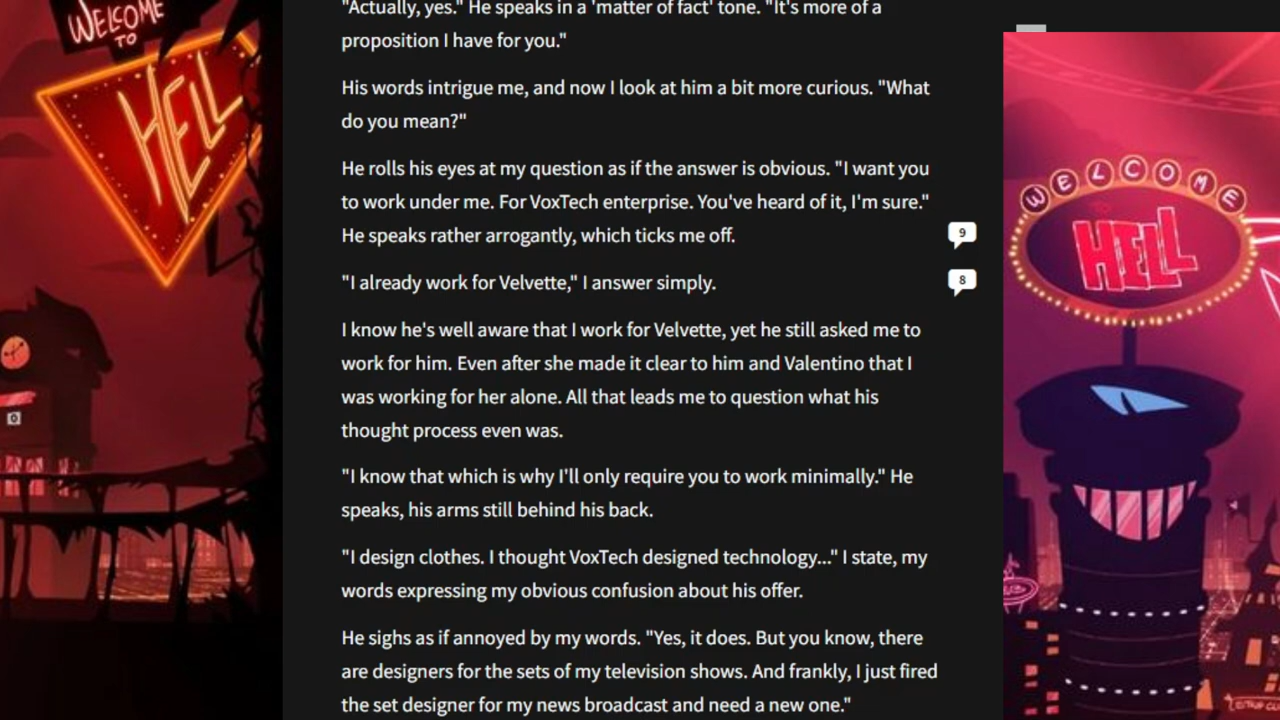 WELCOME
TO
HELL
"Actually, yes." He speaks in a 'matter of fact' tone. "It's more of a
proposition I have for you."
His words intrigue me, and now I look at him a bit more curious. "What
do you mean?"
He rolls his eyes at my question as if the answer is obvious. "I want you
to work under me. For VoxTech enterprise. You've heard of it, I'm sure."
He speaks rather arrogantly, which ticks me off.
9
"I already work for Velvette," I answer simply.
8
I know he's well aware that I work for Velvette, yet he still asked me to
work for him. Even after she made it clear to him and Valentino that I
was working for her alone. All that leads me to question what his
thought process even was.
"I know that which is why I'll only require you to work minimally." He
speaks, his arms still behind his back.
"I design clothes. I thought VoxTech designed technology..." I state, my
words expressing my obvious confusion about his offer.
He sighs as if annoyed by my words. "Yes, it does. But you know, there
are designers for the sets of my television shows. And frankly, I just fired
the set designer for my news broadcast and need a new one."
WELCOME
HELL